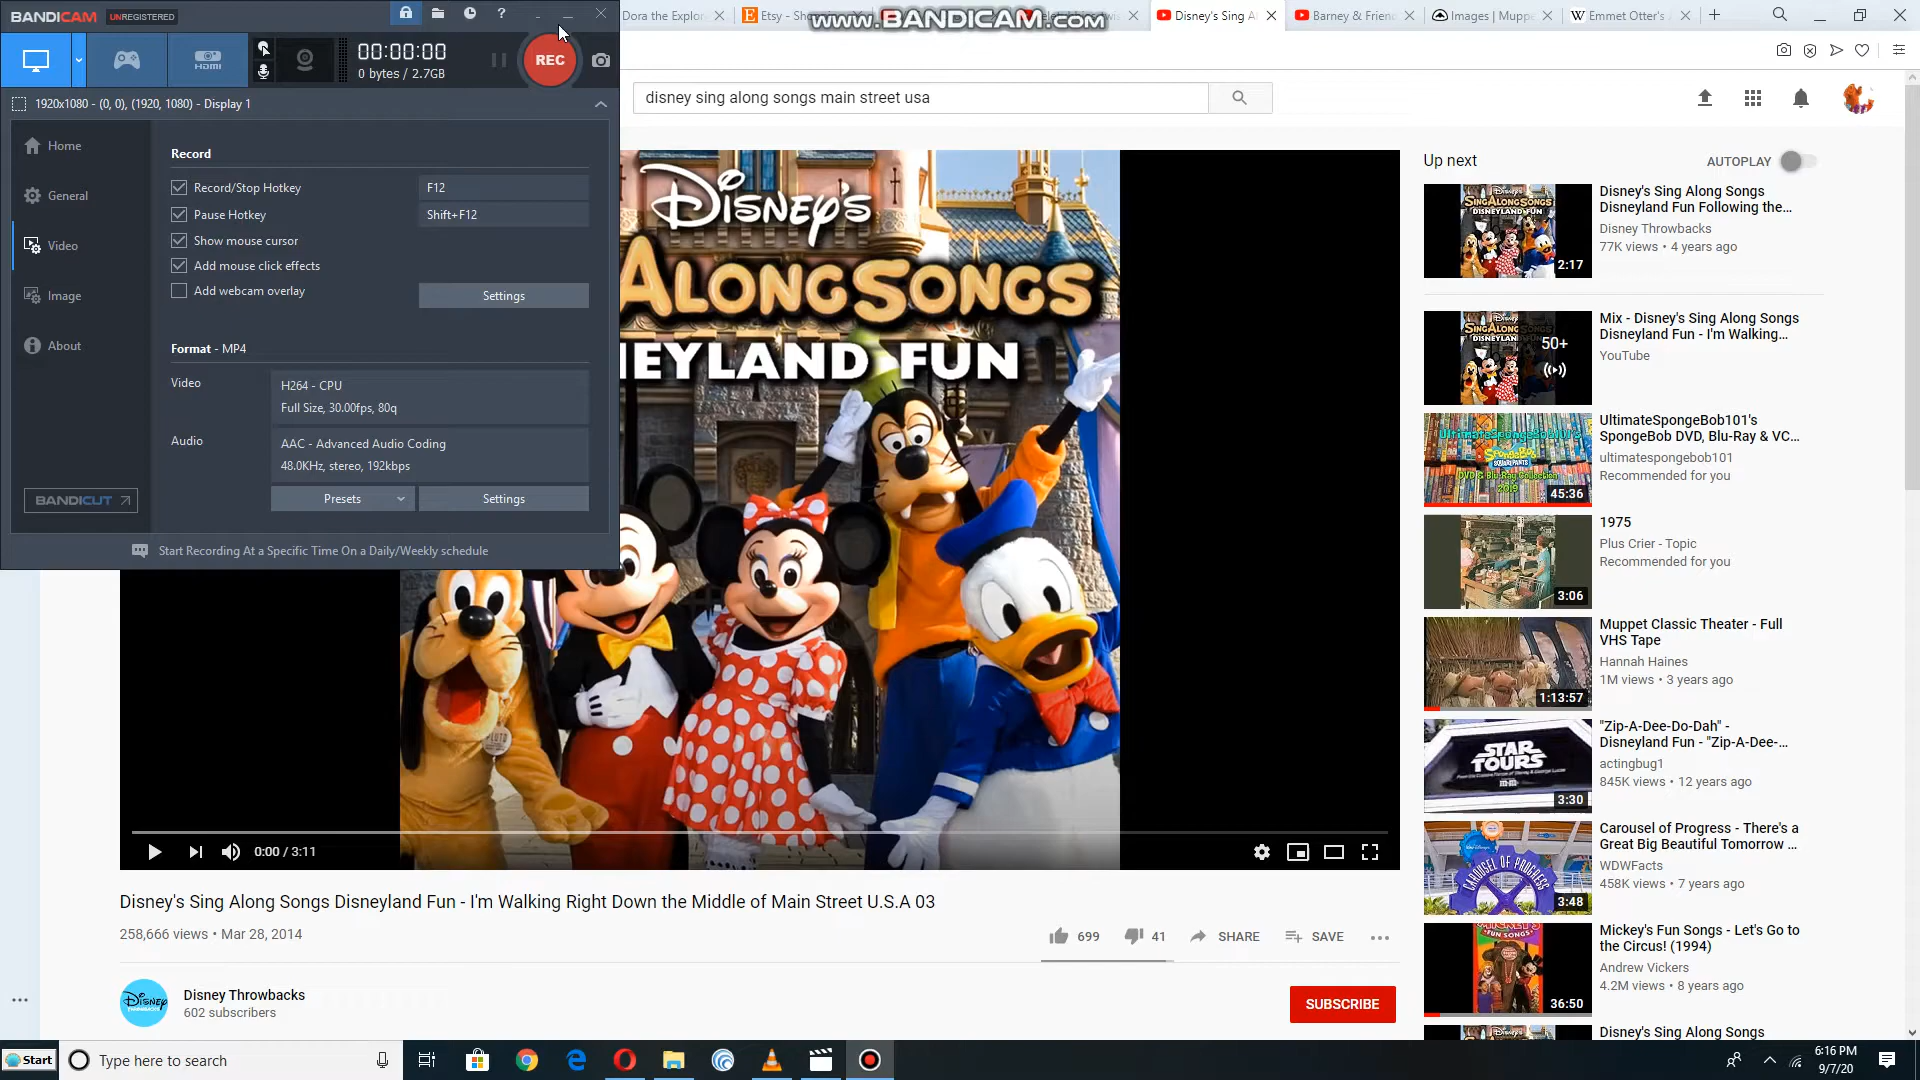 BANDICAM UNREGISTERED
Dora the Explor
Etsy - Sho
www.BANDICAM.com
Disney's Sing A
Barney & Frien
Images | Mupp
Emmet Otter's
HDMI
00:00:00
0 bytes / 2.7GB
REC
1920x1080 - (0, 0), (1920, 1080) - Display 1
disney sing along songs main street usa
Home
General
Video
Image
About
BANDICUT
Record
Record/Stop Hotkey
F12
Pause Hotkey
Shift+F12
Show mouse cursor
Add mouse click effects
Add webcam overlay
Settings
Format - MP4
Video
H264 - CPU
Full Size, 30.00fps, 80q
Audio
AAC - Advanced Audio Coding
48.0KHz, stereo, 192kbps
Presets
Settings
Start Recording At a Specific Time On a Daily/Weekly schedule
Disney's
ALONG SONGS
NEYLAND FUN
PLUTO
0:00 / 3:11
Disney's Sing Along Songs Disneyland Fun - I'm Walking Right Down the Middle of Main Street U.S.A 03
258,666 views • Mar 28, 2014
699
41
SHARE
SAVE
Disney Throwbacks
602 subscribers
SUBSCRIBE
Up next
AUTOPLAY
Disney's Sing Along Songs
Disneyland Fun Following the...
Disney Throwbacks
77K views • 4 years ago
2:17
Mix - Disney's Sing Along Songs
Disneyland Fun - I'm Walking...
YouTube
50+
UltimateSpongeBob101's
SpongeBob DVD, Blu-Ray & VC...
ultimatespongebob101
Recommended for you
45:36
1975
Plus Crier - Topic
Recommended for you
3:06
Muppet Classic Theater - Full
VHS Tape
Hannah Haines
1M views • 3 years ago
1:13:57
"Zip-A-Dee-Do-Dah" -
Disneyland Fun - "Zip-A-Dee-...
actingbug1
845K views • 12 years ago
STAR
TOURS
3:30
Carousel of Progress - There's a
Great Big Beautiful Tomorrow ...
WDWFacts
458K views • 7 years ago
3:48
Mickey's Fun Songs - Let's Go to
the Circus! (1994)
Andrew Vickers
4.2M views • 8 years ago
36:50
Disney's Sing Along Songs
Start
Type here to search
6:16 PM
9/7/20